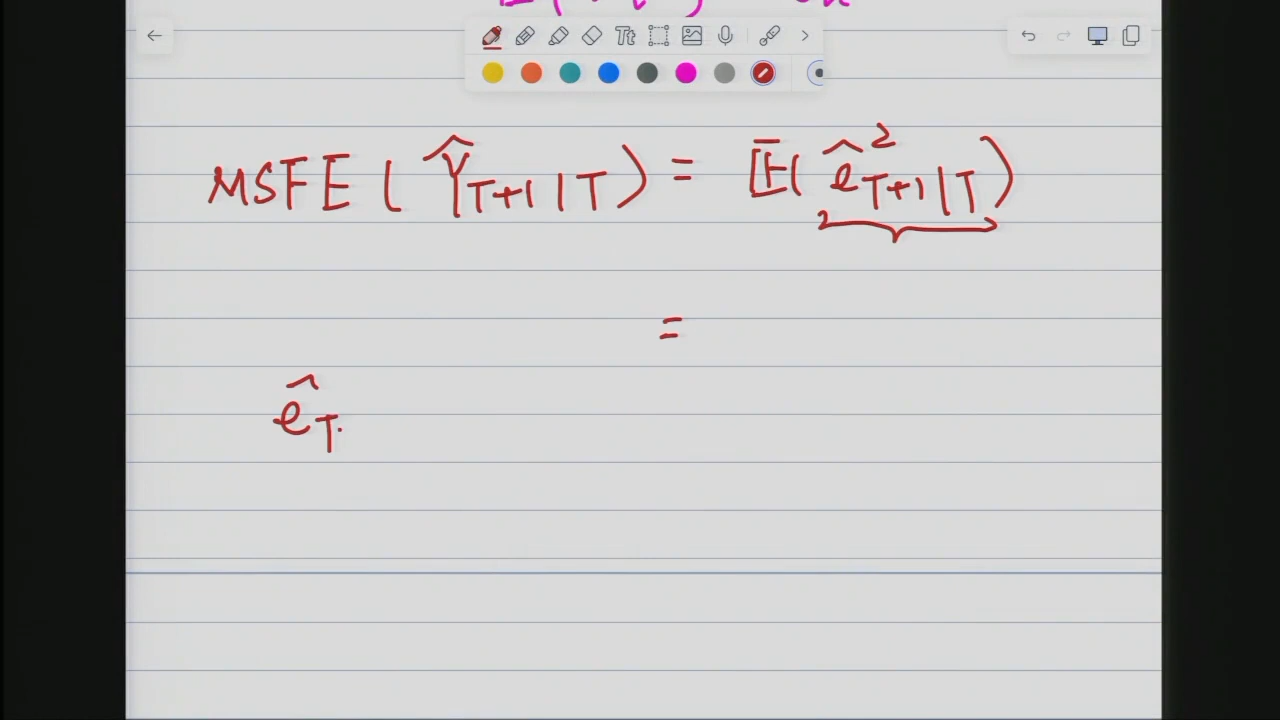 MSFE( Ŷ_{T+1|T} ) = 𝔼( ê²_{T+1|T} )
=
ê_T.